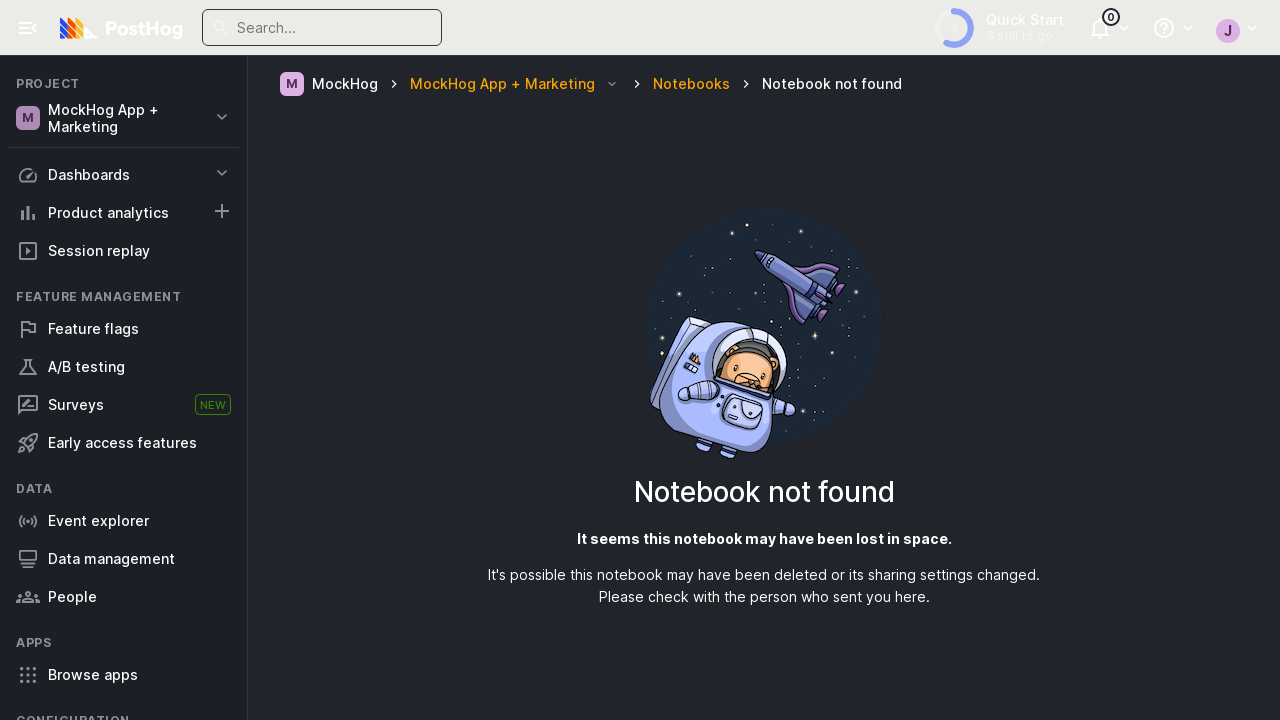 PostHog
Search...
3
Quick Start
3 still to go
0
J
PROJECT
M
MockHog App +
Marketing
Dashboards
Product analytics
Session replay
FEATURE MANAGEMENT
Feature flags
A/B testing
Surveys
NEW
Early access features
DATA
Event explorer
Data management
People
APPS
Browse apps
CONFIGURATION
M
MockHog
MockHog App + Marketing
Notebooks
Notebook not found
Notebook not found
It seems this notebook may have been lost in space.
It's possible this notebook may have been deleted or its sharing settings changed.
Please check with the person who sent you here.